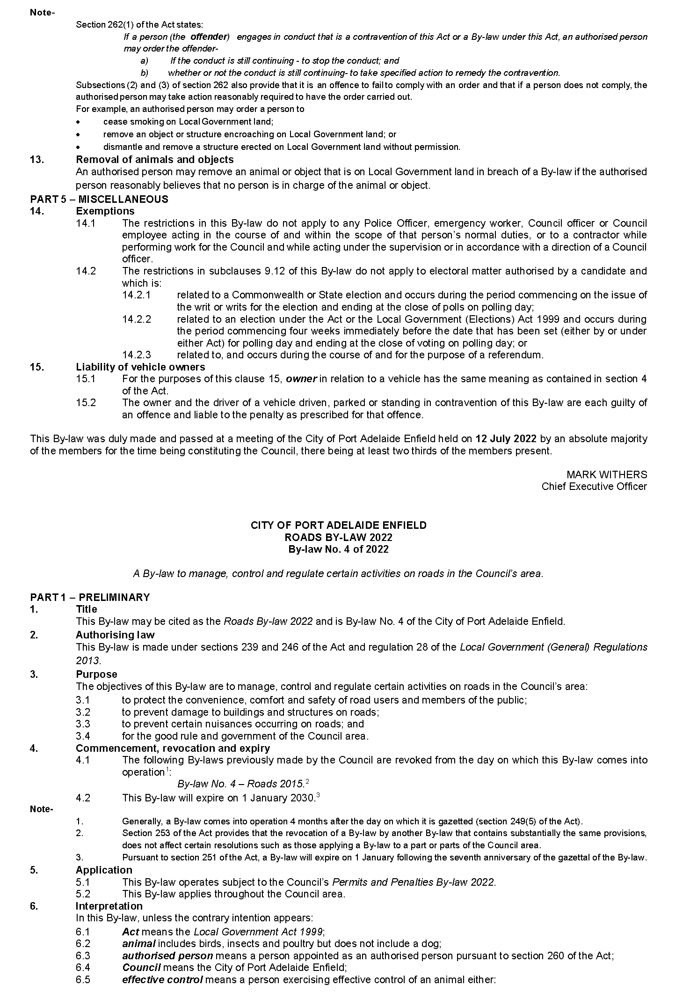 Note-
Section 262(1) of the Act states:
If a person (the offender) engages in conduct that is a contravention of this Act or a By-law under this Act, an authorised person
may order the offender-
a) If the conduct is still continuing - to stop the conduct; and
b) whether or not the conduct is still continuing- to take specified action to remedy the contravention.
Subsections (2) and (3) of section 262 also provide that it is an offence to fail to comply with an order and that if a person does not comply, the
authorised person may take action reasonably required to have the order carried out.
For example, an authorised person may order a person to
• cease smoking on Local Government land;
• remove an object or structure encroaching on Local Government land; or
• dismantle and remove a structure erected on Local Government land without permission.
13. Removal of animals and objects
An authorised person may remove an animal or object that is on Local Government land in breach of a By-law if the authorised
person reasonably believes that no person is in charge of the animal or object.
PART 5 – MISCELLANEOUS
14. Exemptions
14.1 The restrictions in this By-law do not apply to any Police Officer, emergency worker, Council officer or Council
employee acting in the course of and within the scope of that person's normal duties, or to a contractor while
performing work for the Council and while acting under the supervision or in accordance with a direction of a Council
officer.
14.2 The restrictions in subclauses 9.12 of this By-law do not apply to electoral matter authorised by a candidate and
which is:
14.2.1 related to a Commonwealth or State election and occurs during the period commencing on the issue of
the writ or writs for the election and ending at the close of polls on polling day;
14.2.2 related to an election under the Act or the Local Government (Elections) Act 1999 and occurs during
the period commencing four weeks immediately before the date that has been set (either by or under
either Act) for polling day and ending at the close of voting on polling day; or
14.2.3 related to, and occurs during the course of and for the purpose of a referendum.
15. Liability of vehicle owners
15.1 For the purposes of this clause 15, owner in relation to a vehicle has the same meaning as contained in section 4
of the Act.
15.2 The owner and the driver of a vehicle driven, parked or standing in contravention of this By-law are each guilty of
an offence and liable to the penalty as prescribed for that offence.
This By-law was duly made and passed at a meeting of the City of Port Adelaide Enfield held on 12 July 2022 by an absolute majority
of the members for the time being constituting the Council, there being at least two thirds of the members present.
MARK WITHERS
Chief Executive Officer
CITY OF PORT ADELAIDE ENFIELD
ROADS BY-LAW 2022
By-law No. 4 of 2022
A By-law to manage, control and regulate certain activities on roads in the Council's area.
PART 1 – PRELIMINARY
1. Title
This By-law may be cited as the Roads By-law 2022 and is By-law No. 4 of the City of Port Adelaide Enfield.
2. Authorising law
This By-law is made under sections 239 and 246 of the Act and regulation 28 of the Local Government (General) Regulations
2013.
3. Purpose
The objectives of this By-law are to manage, control and regulate certain activities on roads in the Council's area:
3.1 to protect the convenience, comfort and safety of road users and members of the public;
3.2 to prevent damage to buildings and structures on roads;
3.3 to prevent certain nuisances occurring on roads; and
3.4 for the good rule and government of the Council area.
4. Commencement, revocation and expiry
4.1 The following By-laws previously made by the Council are revoked from the day on which this By-law comes into
operation1:
By-law No. 4 – Roads 2015.2
4.2 This By-law will expire on 1 January 2030.3
Note-
1. Generally, a By-law comes into operation 4 months after the day on which it is gazetted (section 249(5) of the Act).
2. Section 253 of the Act provides that the revocation of a By-law by another By-law that contains substantially the same provisions,
does not affect certain resolutions such as those applying a By-law to a part or parts of the Council area.
3. Pursuant to section 251 of the Act, a By-law will expire on 1 January following the seventh anniversary of the gazettal of the By-law.
5. Application
5.1 This By-law operates subject to the Council's Permits and Penalties By-law 2022.
5.2 This By-law applies throughout the Council area.
6. Interpretation
In this By-law, unless the contrary intention appears:
6.1 Act means the Local Government Act 1999;
6.2 animal includes birds, insects and poultry but does not include a dog;
6.3 authorised person means a person appointed as an authorised person pursuant to section 260 of the Act;
6.4 Council means the City of Port Adelaide Enfield;
6.5 effective control means a person exercising effective control of an animal either: